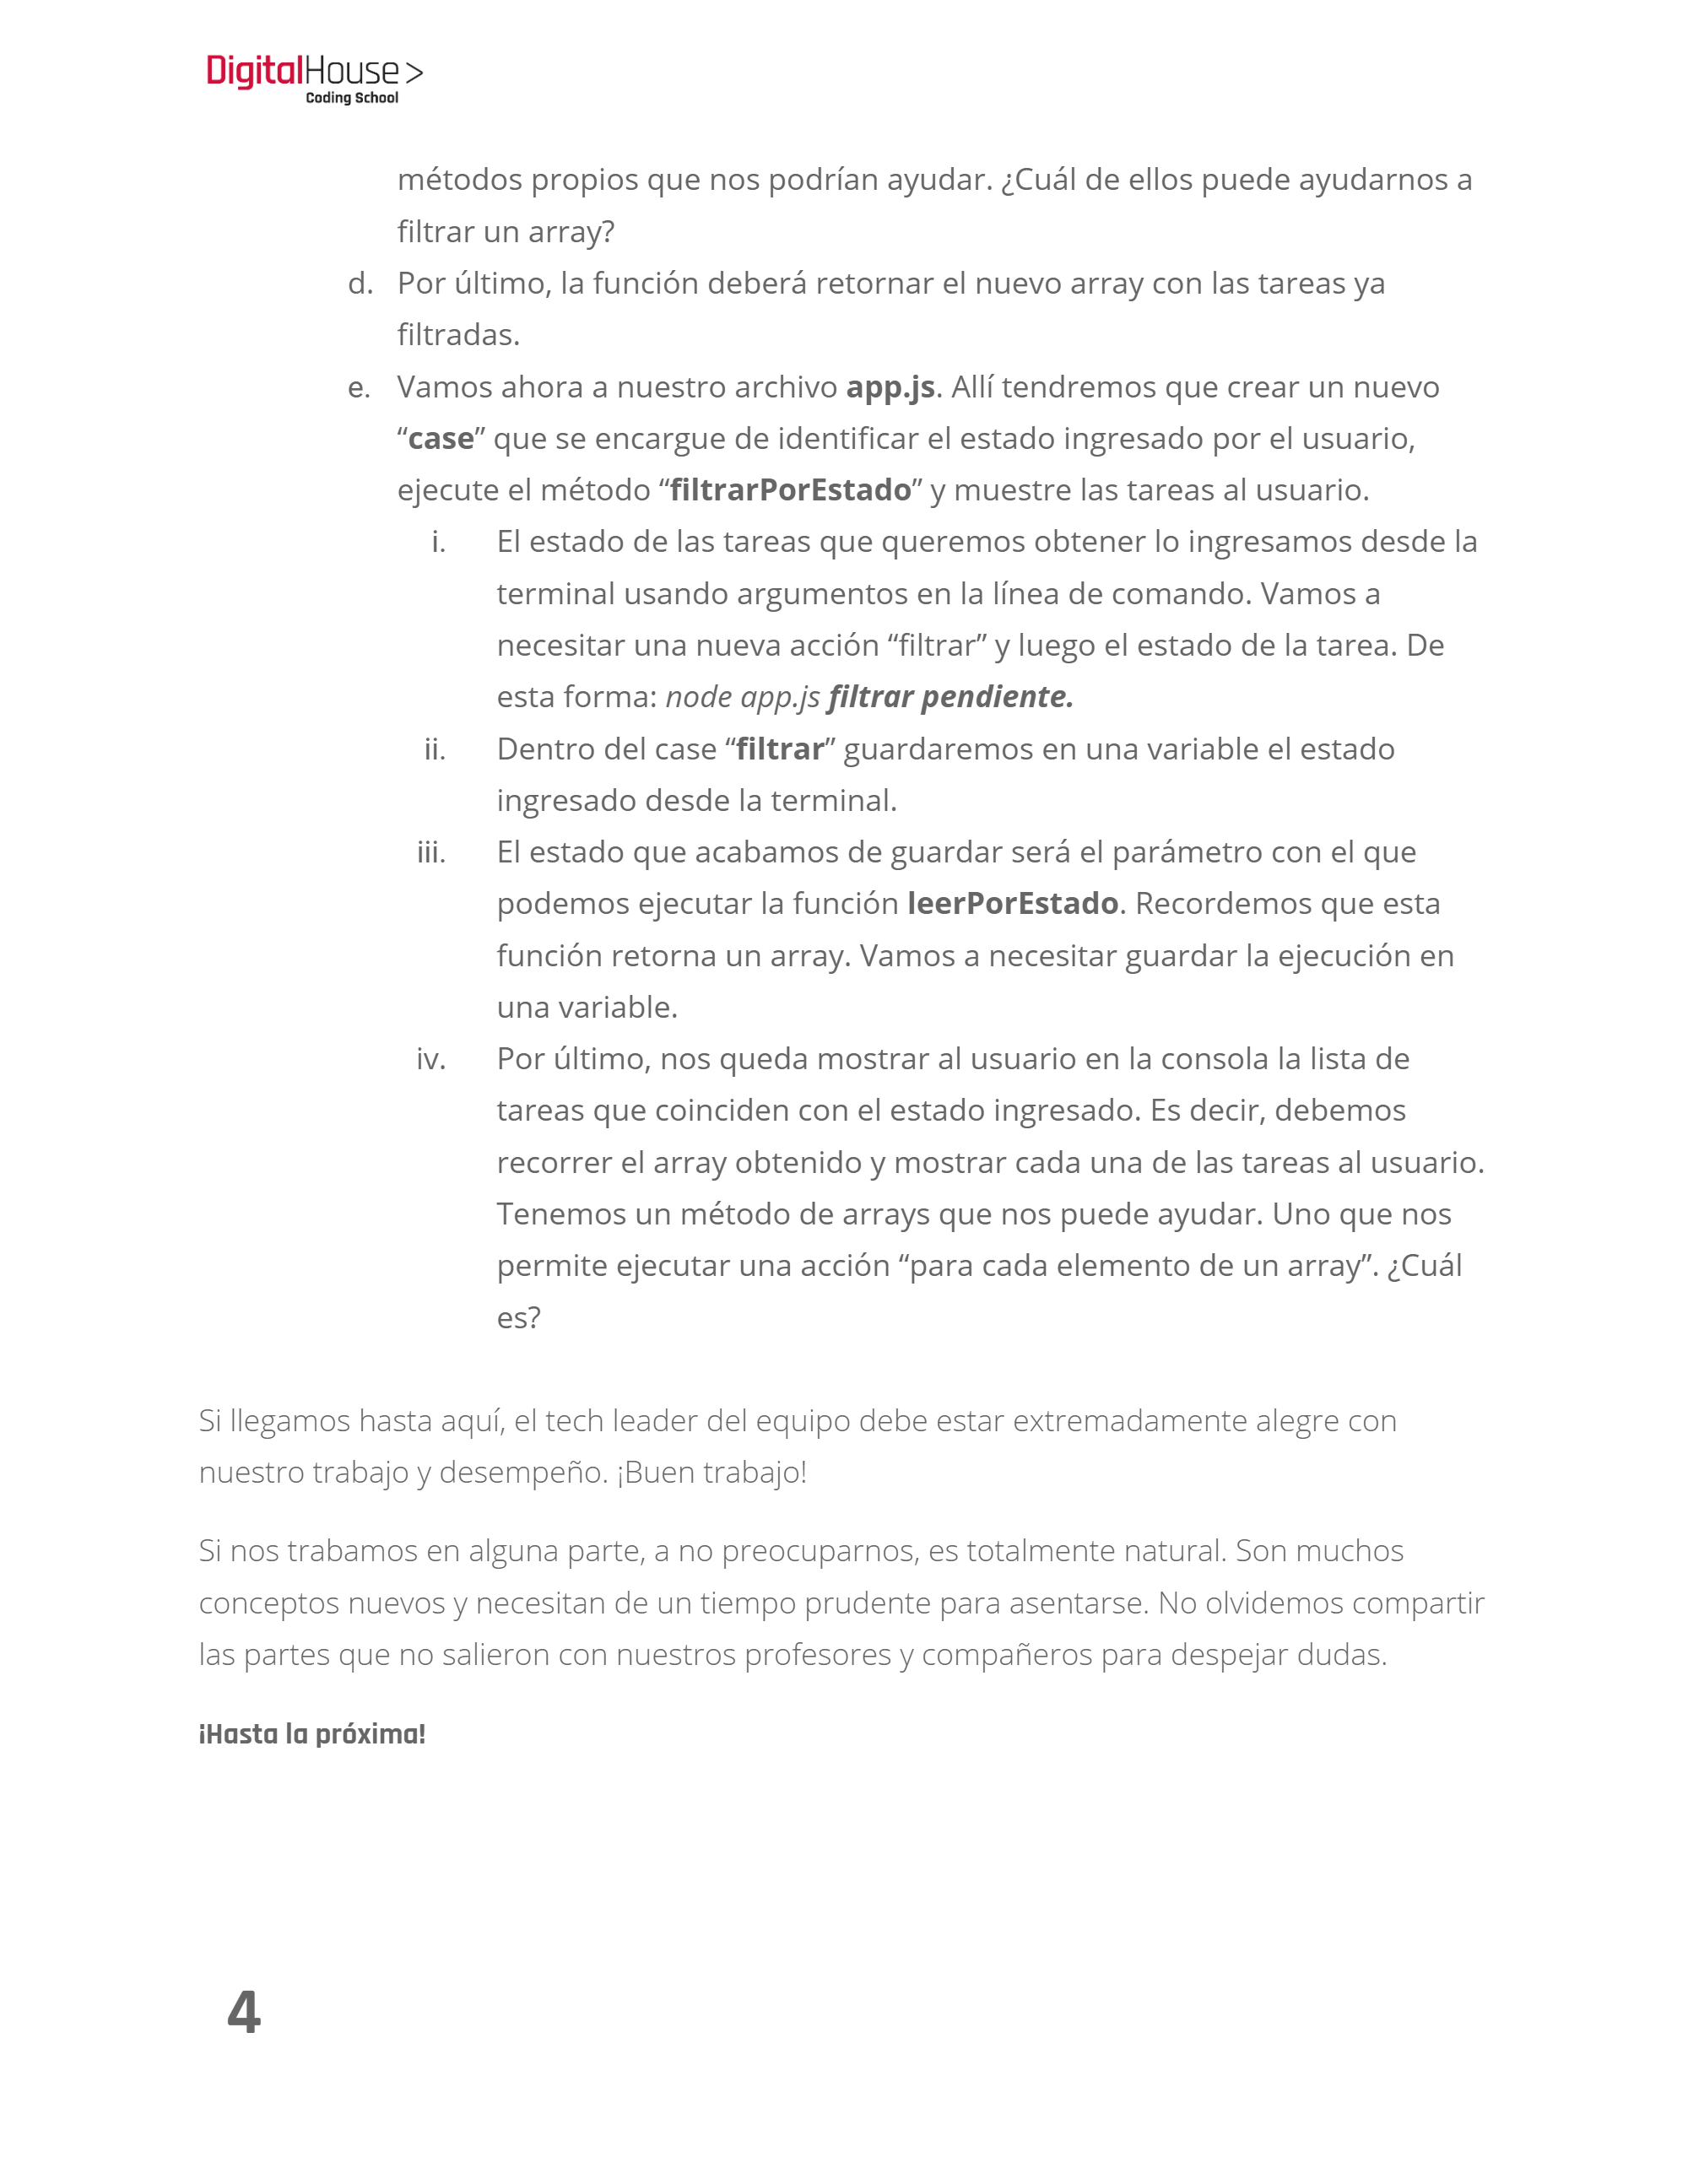 DigitalHouse >
Coding School
métodos propios que nos podrían ayudar. ¿Cuál de ellos puede ayudarnos a
filtrar un array?
d. Por último, la función deberá retornar el nuevo array con las tareas ya
filtradas.
e. Vamos ahora a nuestro archivo app.js. Allí tendremos que crear un nuevo
“case” que se encargue de identificar el estado ingresado por el usuario,
ejecute el método “filtrarPorEstado” y muestre las tareas al usuario.
i. El estado de las tareas que queremos obtener lo ingresamos desde la
terminal usando argumentos en la línea de comando. Vamos a
necesitar una nueva acción “filtrar” y luego el estado de la tarea. De
esta forma: node app.js filtrar pendiente.
ii. Dentro del case “filtrar” guardaremos en una variable el estado
ingresado desde la terminal.
iii. El estado que acabamos de guardar será el parámetro con el que
podemos ejecutar la función leerPorEstado. Recordemos que esta
función retorna un array. Vamos a necesitar guardar la ejecución en
una variable.
iv. Por último, nos queda mostrar al usuario en la consola la lista de
tareas que coinciden con el estado ingresado. Es decir, debemos
recorrer el array obtenido y mostrar cada una de las tareas al usuario.
Tenemos un método de arrays que nos puede ayudar. Uno que nos
permite ejecutar una acción “para cada elemento de un array”. ¿Cuál
es?
Si llegamos hasta aquí, el tech leader del equipo debe estar extremadamente alegre con
nuestro trabajo y desempeño. ¡Buen trabajo!
Si nos trabamos en alguna parte, a no preocuparnos, es totalmente natural. Son muchos
conceptos nuevos y necesitan de un tiempo prudente para asentarse. No olvidemos compartir
las partes que no salieron con nuestros profesores y compañeros para despejar dudas.
¡Hasta la próxima!
4